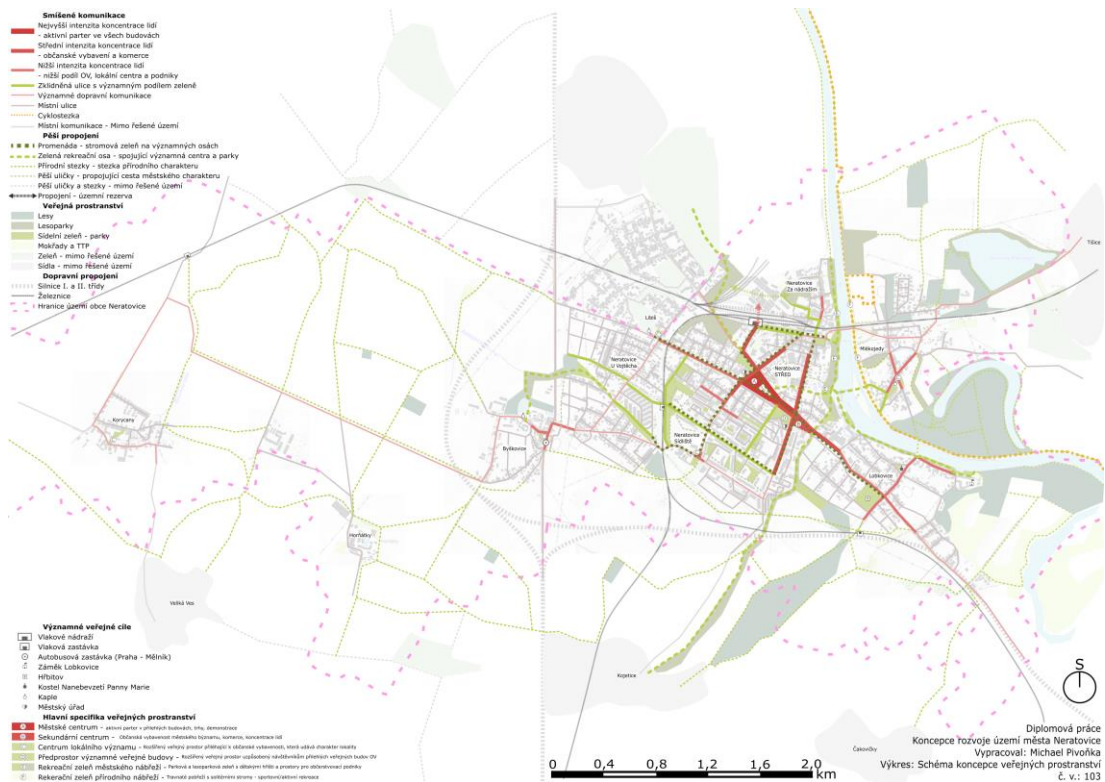 Smíšené komunikace
Nejvyšší intenzita koncentrace lidí
- aktivní parter ve všech budovách
Střední intenzita koncentrace lidí
- občanské vybavení a komerce
Nižší intenzita koncentrace lidí
- nižší podíl OV, lokální centra a podniky
Zklidněná ulice s významným podílem zeleně
Významné dopravní komunikace
Místní ulice
Cyklostezka
Místní komunikace - Mimo řešené území
Pěší propojení
Promenáda - stromová zeleň na významných osách
Zelená rekreační osa - spojující významná centra a parky
Přírodní stezky - stezka přírodního charakteru
Pěší uličky - propojující cesta městského charakteru
Pěší uličky a stezky - mimo řešené území
Propojení - územní rezerva
Veřejná prostranství
Lesy
Lesoparky
Sídelní zeleň - parky
Mokřady a TTP
Zeleň - mimo řešené území
Sídla - mimo řešené území
Dopravní propojení
Silnice I. a II. třídy
Železnice
Hranice území obce Neratovice
Tišice
Neratovice
Za nádražím
Libiš
Mlékojedy
Neratovice
U Vojtěcha
Neratovice
STŘED
Korycany
Neratovice
Sídliště
Byškovice
Lobkovice
Horňátky
Veliká Ves
Kojetice
Čakovičky
Významné veřejné cíle
Vlakové nádraží
Vlaková zastávka
Autobusová zastávka (Praha - Mělník)
Zámek Lobkovice
Hřbitov
Kostel Nanebevzetí Panny Marie
Kaple
Městský úřad
Hlavní specifika veřejných prostranství
Městské centrum - aktivní parter v přilehlých budovách, trhy, demonstrace
Sekundární centrum - Občanské vybavenost městského významu, komerce, koncentrace lidí
Centrum lokálního významu - Rozšířený veřejný prostor přiléhající k občanské vybavenosti, která udává charakter lokality
Předprostor významné veřejné budovy - Rozšířený veřejný prostor uzpůsobený návštěvníkům přilehlých veřejných budov OV
Rekreační zeleň městského nábřeží - Parková a lesoparková zeleň s dětskými hřišti a prostory pro občerstvovací podniky
Rekerační zeleň přírodního nábřeží - Travnaté pobřeží s solitérními stromy - sportovní/aktivní rekreace
0 0,4 0,8 1,2 1,6 2,0
km
S
Diplomová práce
Koncepce rozvoje území města Neratovice
Vypracoval: Michael Pivoňka
Výkres: Schéma koncepce veřejných prostranství
č. v.: 103